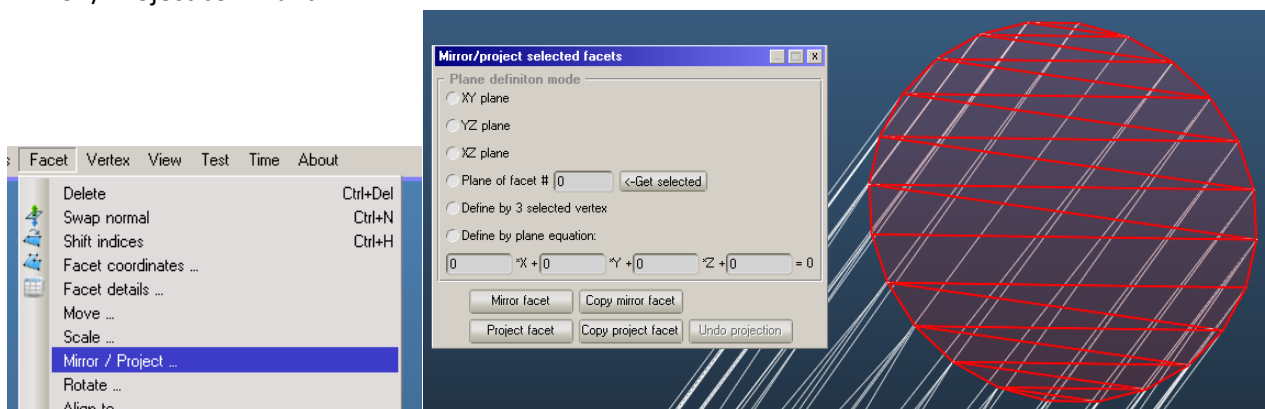 Mirror/project selected facets
Plane definiton mode
XY plane
YZ plane
XZ plane
Plane of facet # 0 <-Get selected
Define by 3 selected vertex
Define by plane equation:
0 *X + 0 *Y + 0 *Z + 0 = 0
Mirror facet Copy mirror facet
Project facet Copy project facet Undo projection
Facet Vertex View Test Time About
Delete Ctrl+Del
Swap normal Ctrl+N
Shift indices Ctrl+H
Facet coordinates ...
Facet details ...
Move ...
Scale ...
Mirror / Project ...
Rotate ...